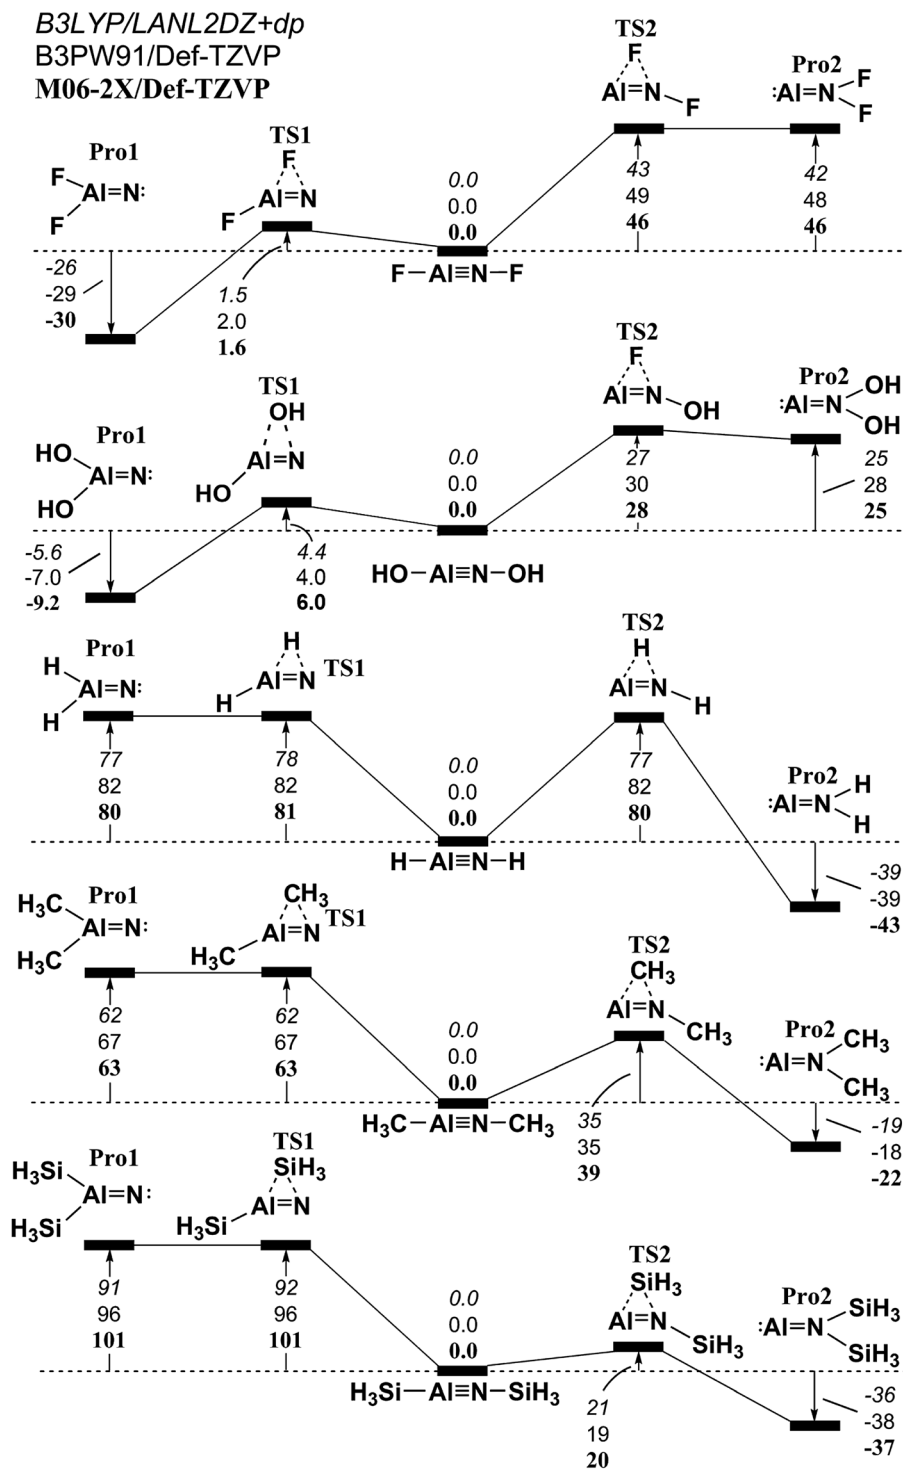 B3LYP/LANL2DZ+dp
B3PW91/Def-TZVP
M06-2X/Def-TZVP
Pro1
F
Al=N:
F
TS1
F
Al=N
F
0.0
0.0
0.0
F—Al≡N—F
TS2
F
Al=N
F
Pro2
:Al=N
F
F
-26
-29
-30
1.5
2.0
1.6
43
49
46
42
48
46
Pro1
HO
Al=N:
HO
TS1
OH
Al=N
HO
0.0
0.0
0.0
HO—Al≡N—OH
TS2
F
Al=N
OH
Pro2
OH
:Al=N
OH
-5.6
-7.0
-9.2
4.4
4.0
6.0
27
30
28
25
28
25
Pro1
H
Al=N:
H
TS1
H
Al=N
H
0.0
0.0
0.0
H—Al≡N—H
TS2
H
Al=N
H
Pro2
H
:Al=N
H
77
82
80
78
82
81
77
82
80
-39
-39
-43
Pro1
H3C
Al=N:
H3C
TS1
CH3
Al=N
H3C
0.0
0.0
0.0
H3C—Al≡N—CH3
TS2
CH3
Al=N
CH3
Pro2
CH3
:Al=N
CH3
62
67
63
62
67
63
35
35
39
-19
-18
-22
Pro1
H3Si
Al=N:
H3Si
TS1
SiH3
Al=N
H3Si
0.0
0.0
0.0
H3Si—Al≡N—SiH3
TS2
SiH3
Al=N
SiH3
Pro2
SiH3
:Al=N
SiH3
91
96
101
92
96
101
21
19
20
-36
-38
-37